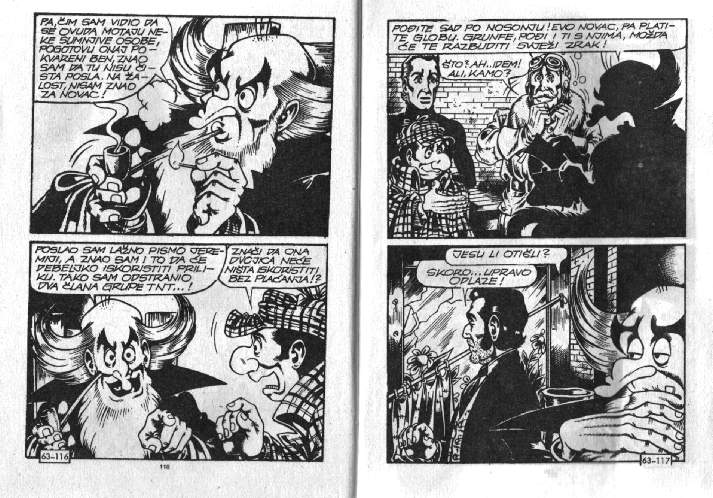 PA, ČIM SAM VIDIO DA
SE OVUDA MOTAJU NE-
KE SUMNJIVE OSOBE,
POGOTOVU ONAJ PO-
KVARENI BEN, ZNAO
SAM DA TU NISU ČI-
STA POSLA. NA ŽA-
LOST, NISAM ZNAO
ZA NOVAC!
POSLAO SAM LAŽNO PISMO JERE-
MIJI, A ZNAO SAM I TO DA ĆE
DEBELJKO ISKORISTITI PRILI-
KU. TAKO SAM ODSTRANIO
DVA ČLANA GRUPE TNT...!
ZNAČI DA ONA
DVOJICA NEĆE
NIŠTA ISKORISTITI,
BEZ PLAĆANJA!?
63-116
116
POĐITE SAD PO NOSONJU! EVO NOVAC, PA PLATI-
TE GLOBU. GRUNFE, POĐI I TI S NJIMA, MOŽDA
ĆE TE RAZBUDITI SVJEŽI ZRAK!
ŠTO?, AH..IDEM!
ALI, KAMO?
JESU LI OTIŠLI?
SKORO...UPRAVO
ODLAZE!
63-117